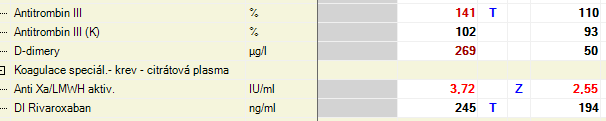 Antitrombin III % 141 T 110
Antitrombin III (K) % 102 93
D-dimery µg/l 269 50
Koagulace speciál.- krev - citrátová plasma
Anti Xa/LMWH aktiv. IU/ml 3,72 Z 2,55
DI Rivaroxaban ng/ml 245 T 194